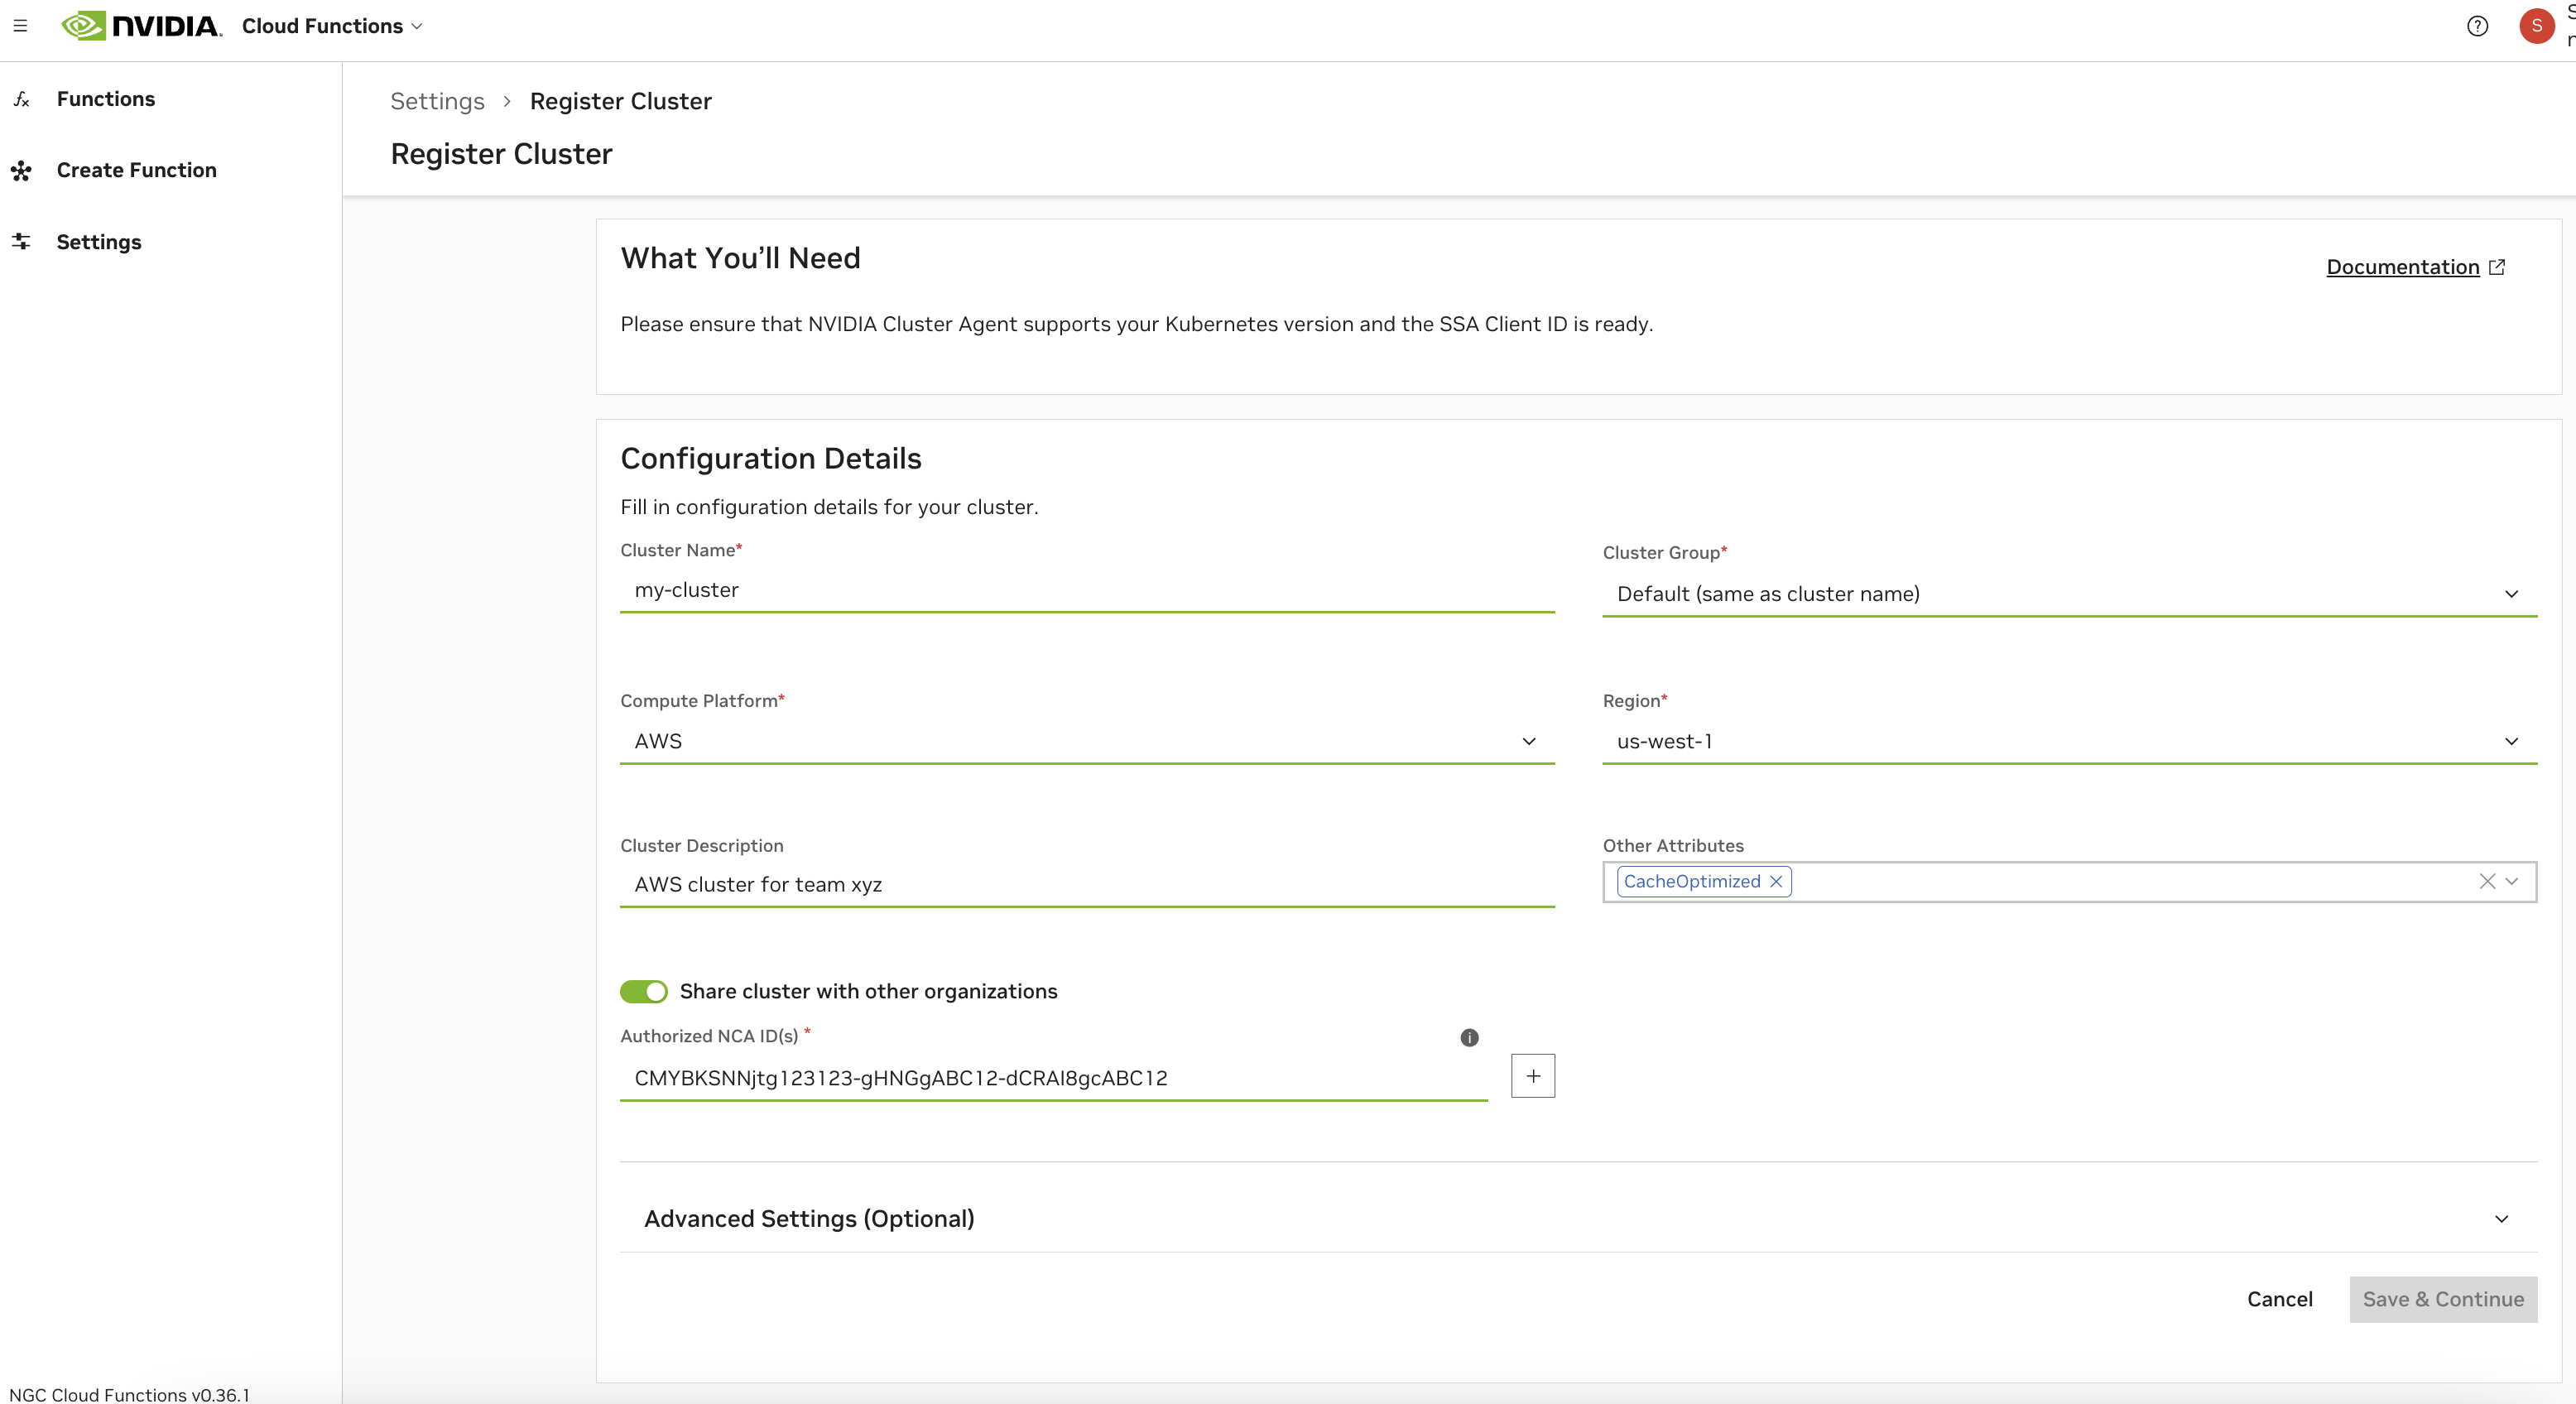 NVIDIA. Cloud Functions
S
Functions
Create Function
Settings
Settings > Register Cluster
Register Cluster
What You’ll Need
Documentation
Please ensure that NVIDIA Cluster Agent supports your Kubernetes version and the SSA Client ID is ready.
Configuration Details
Fill in configuration details for your cluster.
Cluster Name*
my-cluster
Cluster Group*
Default (same as cluster name)
Compute Platform*
AWS
Region*
us-west-1
Cluster Description
AWS cluster for team xyz
Other Attributes
CacheOptimized
Share cluster with other organizations
Authorized NCA ID(s) *
CMYBKSNNjtg123123-gHNGgABC12-dCRAI8gcABC12
Advanced Settings (Optional)
Cancel
Save & Continue
NGC Cloud Functions v0.36.1